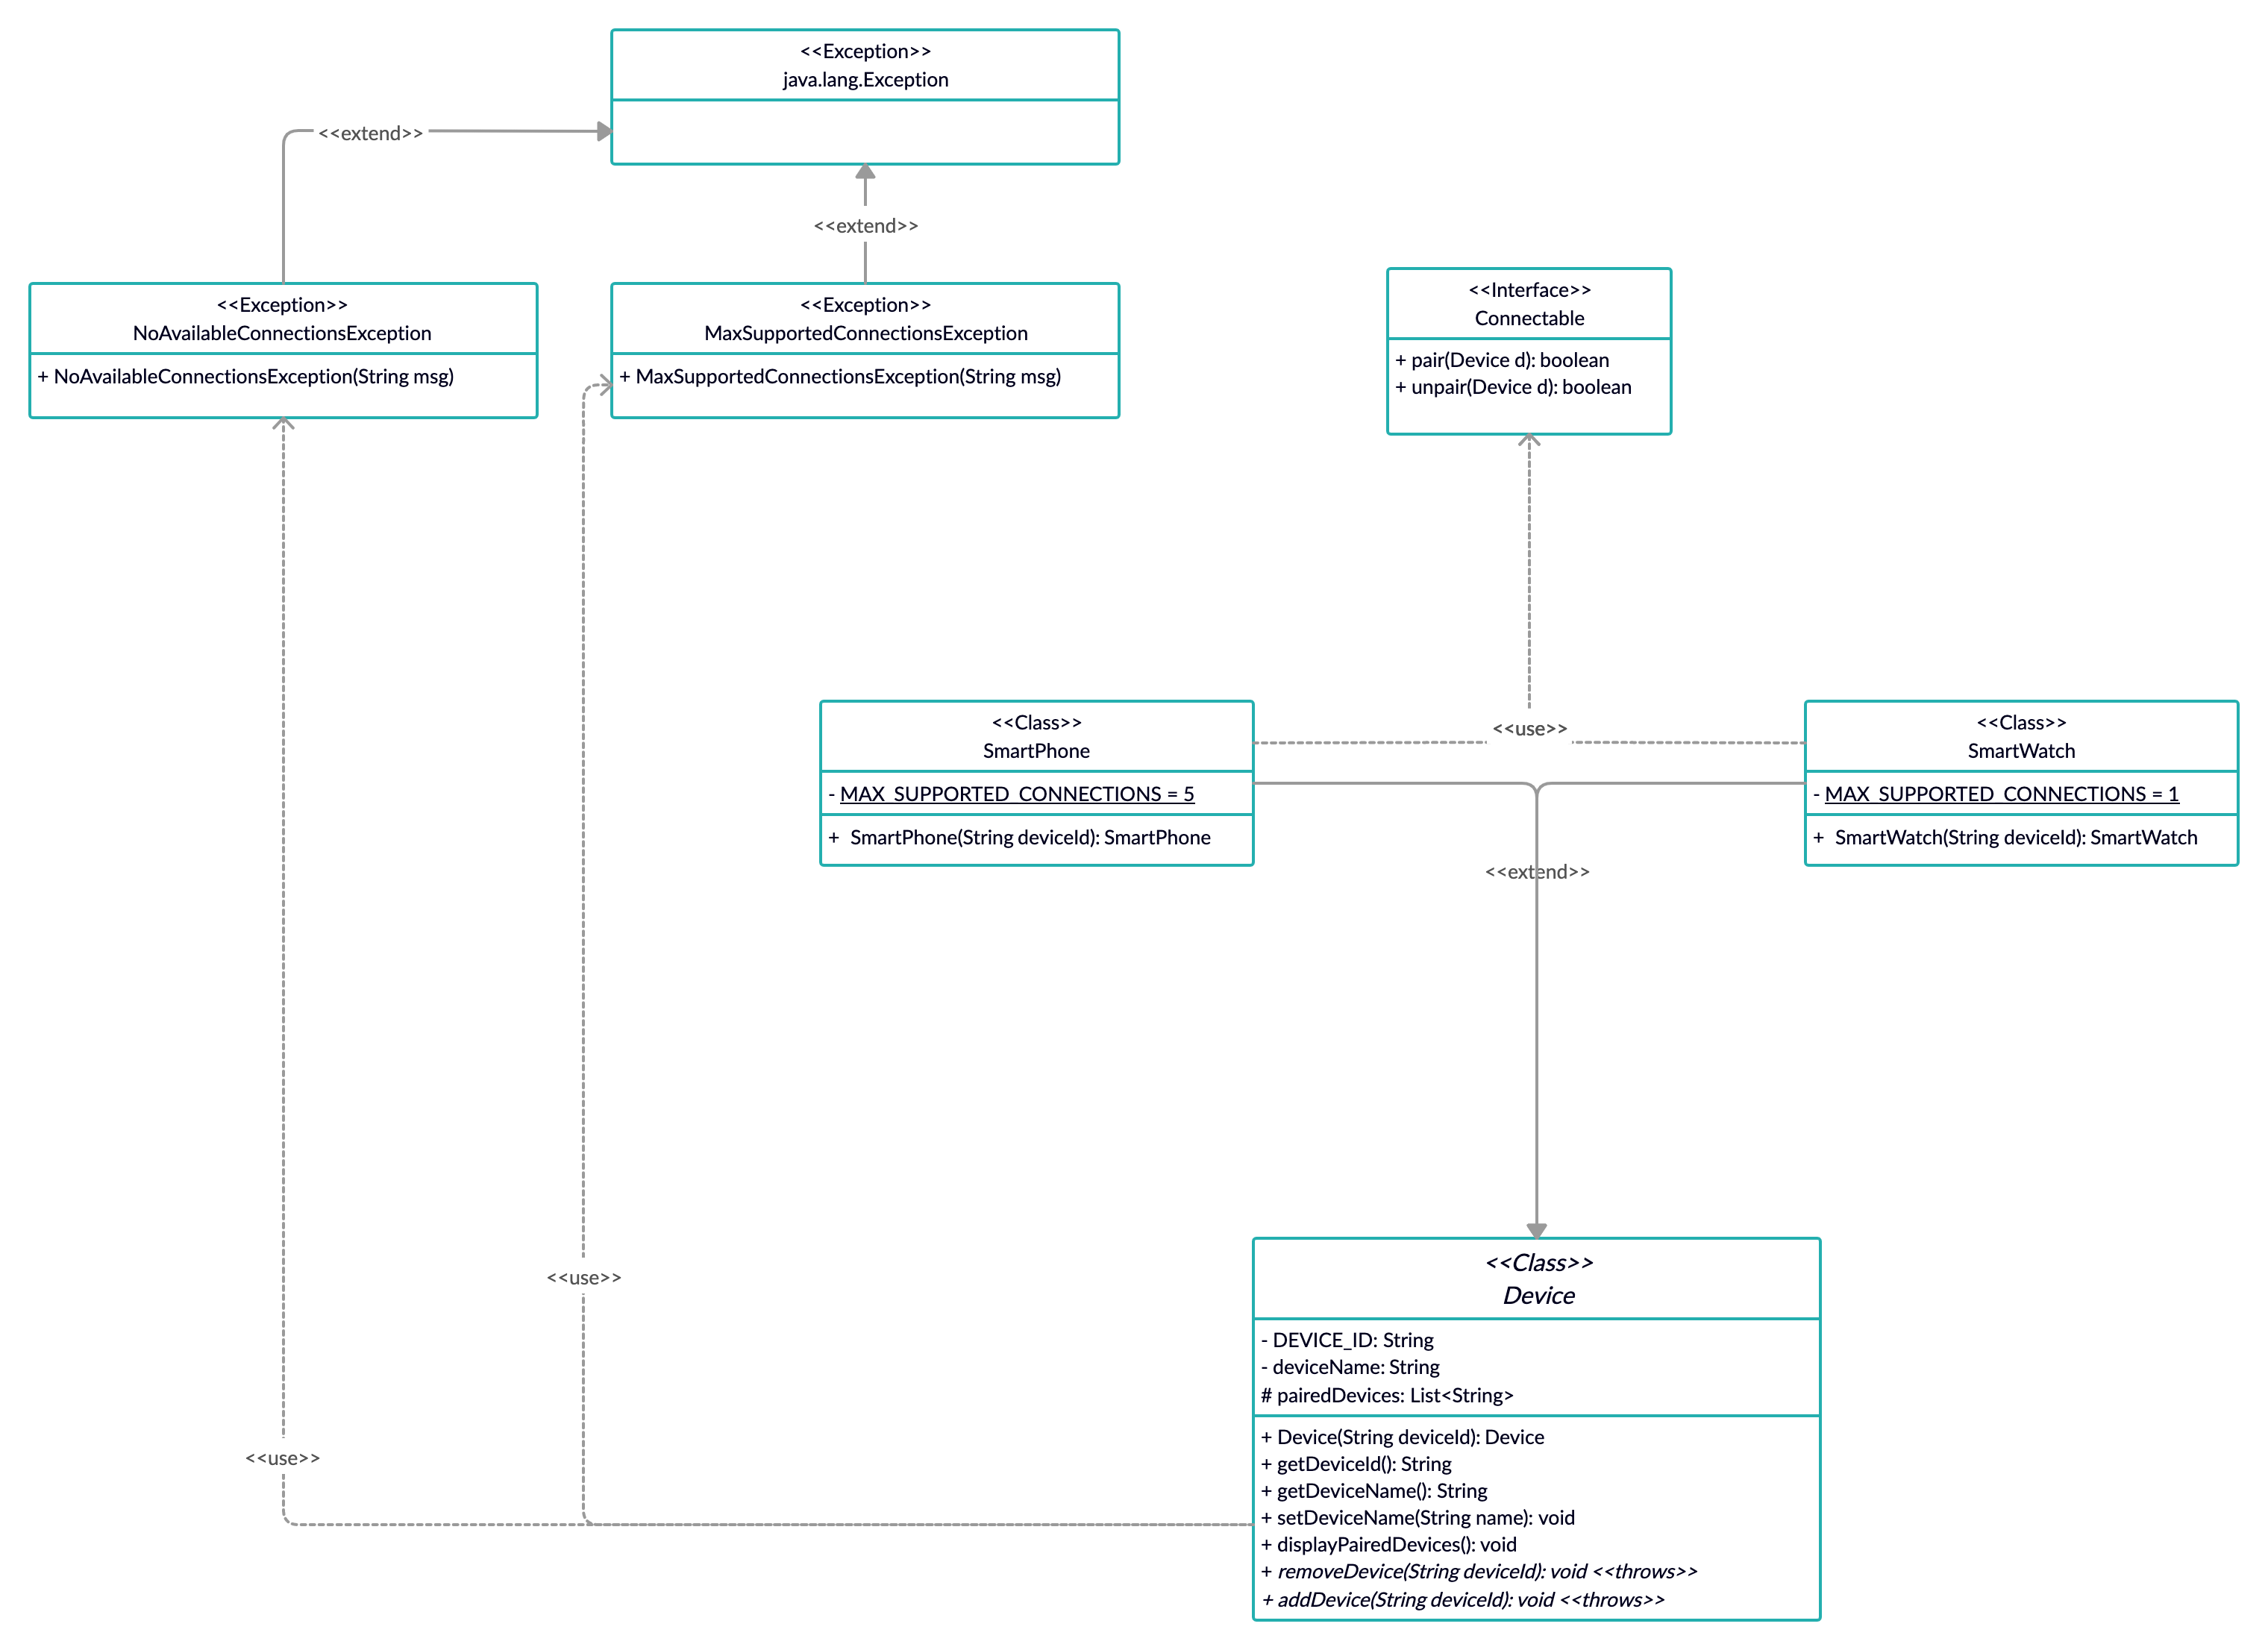 <<Exception>>
java.lang.Exception
<<extend>>
<<extend>>
<<Exception>>
NoAvailableConnectionsException
+ NoAvailableConnectionsException(String msg)
<<Exception>>
MaxSupportedConnectionsException
+ MaxSupportedConnectionsException(String msg)
<<Interface>>
Connectable
+ pair(Device d): boolean
+ unpair(Device d): boolean
<<Class>>
SmartPhone
- MAX_SUPPORTED_CONNECTIONS = 5
+ SmartPhone(String deviceId): SmartPhone
<<use>>
<<Class>>
SmartWatch
- MAX_SUPPORTED_CONNECTIONS = 1
+ SmartWatch(String deviceId): SmartWatch
<<extend>>
<<use>>
<<use>>
<<Class>>
Device
- DEVICE_ID: String
- deviceName: String
# pairedDevices: List<String>
+ Device(String deviceId): Device
+ getDeviceId(): String
+ getDeviceName(): String
+ setDeviceName(String name): void
+ displayPairedDevices(): void
+ removeDevice(String deviceId): void <<throws>>
+ addDevice(String deviceId): void <<throws>>